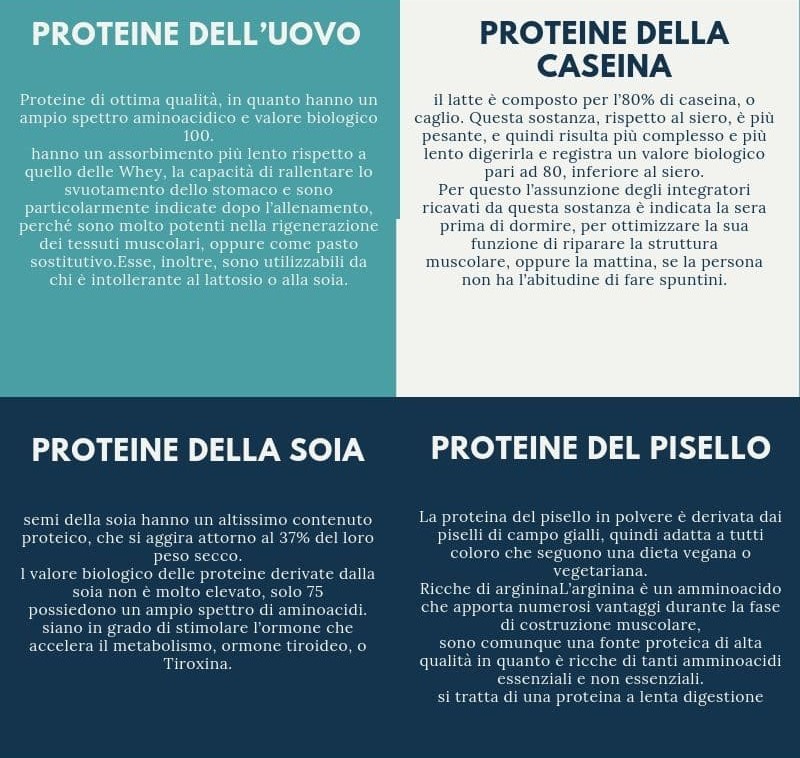 PROTEINE DELL'UOVO
Proteine di ottima qualità, in quanto hanno un
ampio spettro aminoacidico e valore biologico
100.
hanno un assorbimento più lento rispetto a
quello delle Whey, la capacità di rallentare lo
svuotamento dello stomaco e sono
particolarmente indicate dopo l'allenamento,
perché sono molto potenti nella rigenerazione
dei tessuti muscolari, oppure come pasto
sostitutivo.Esse, inoltre, sono utilizzabili da
chi è intollerante al lattosio o alla soia.
PROTEINE DELLA
CASEINA
il latte è composto per l'80% di caseina, o
caglio. Questa sostanza, rispetto al siero, è più
pesante, e quindi risulta più complesso e più
lento digerirla e registra un valore biologico
pari ad 80, inferiore al siero.
Per questo l'assunzione degli integratori
ricavati da questa sostanza è indicata la sera
prima di dormire, per ottimizzare la sua
funzione di riparare la struttura
muscolare, oppure la mattina, se la persona
non ha l'abitudine di fare spuntini.
PROTEINE DELLA SOIA
semi della soia hanno un altissimo contenuto
proteico, che si aggira attorno al 37% del loro
peso secco.
l valore biologico delle proteine derivate dalla
soia non è molto elevato, solo 75
possiedono un ampio spettro di aminoacidi.
siano in grado di stimolare l'ormone che
accelera il metabolismo, ormone tiroideo, o
Tiroxina.
PROTEINE DEL PISELLO
La proteina del pisello in polvere è derivata dai
piselli di campo gialli, quindi adatta a tutti
coloro che seguono una dieta vegana o
vegetariana.
Ricche di argininaL'arginina è un amminoacido
che apporta numerosi vantaggi durante la fase
di costruzione muscolare,
sono comunque una fonte proteica di alta
qualità in quanto è ricche di tanti amminoacidi
essenziali e non essenziali.
si tratta di una proteina a lenta digestione